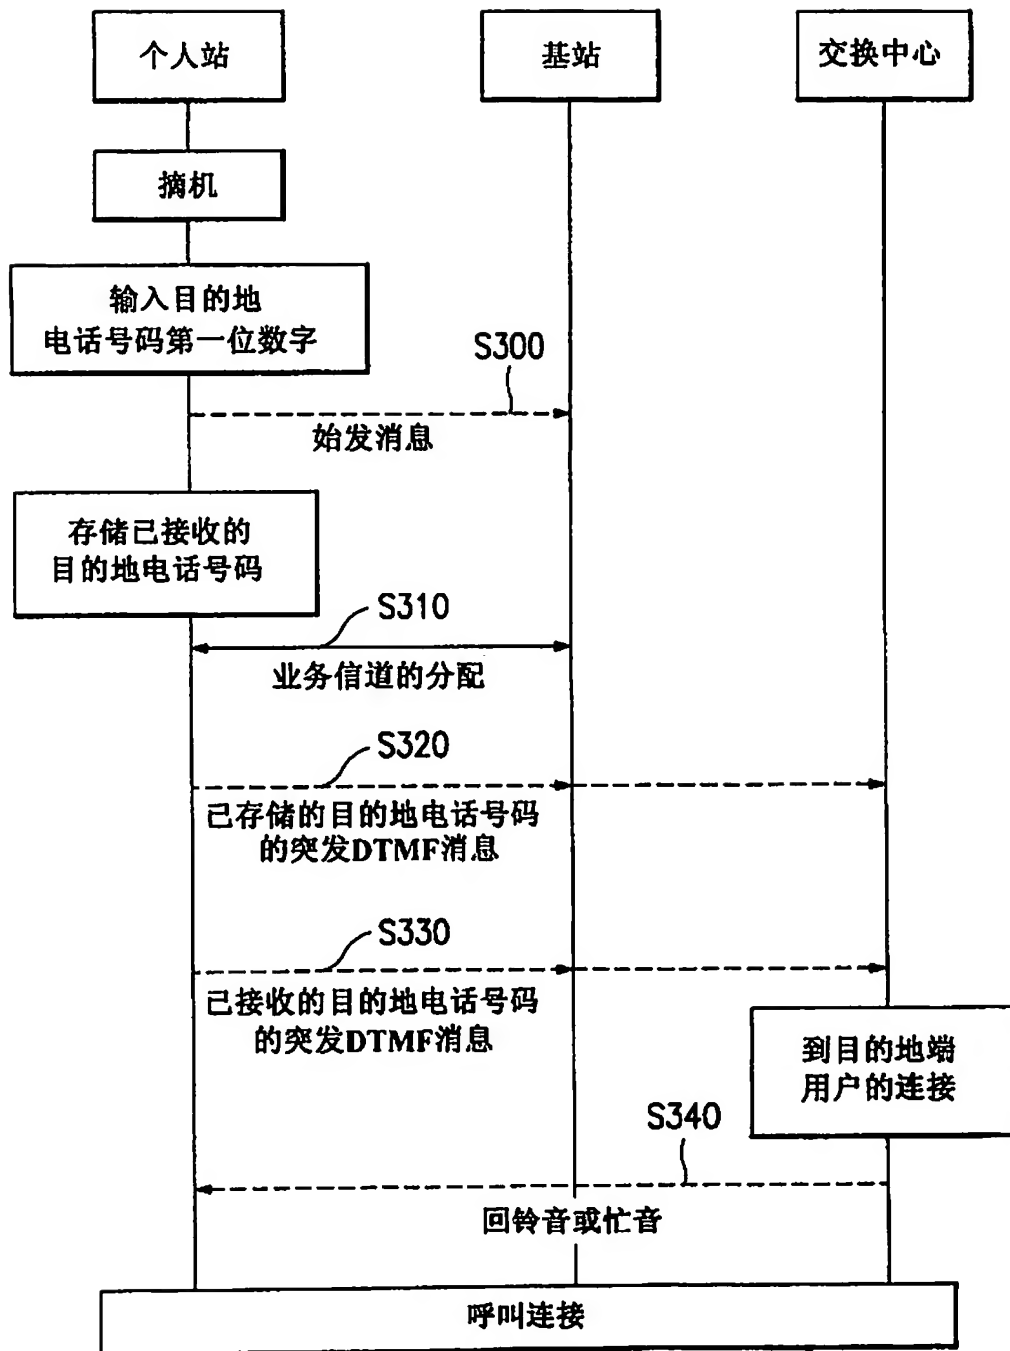 个人站
基站
交换中心
摘机
输入目的地
电话号码第一位数字
S300
始发消息
存储已接收的
目的地电话号码
S310
业务信道的分配
S320
已存储的目的地电话号码
的突发DTMF消息
S330
已接收的目的地电话号码
的突发DTMF消息
到目的地端
用户的连接
S340
回铃音或忙音
呼叫连接